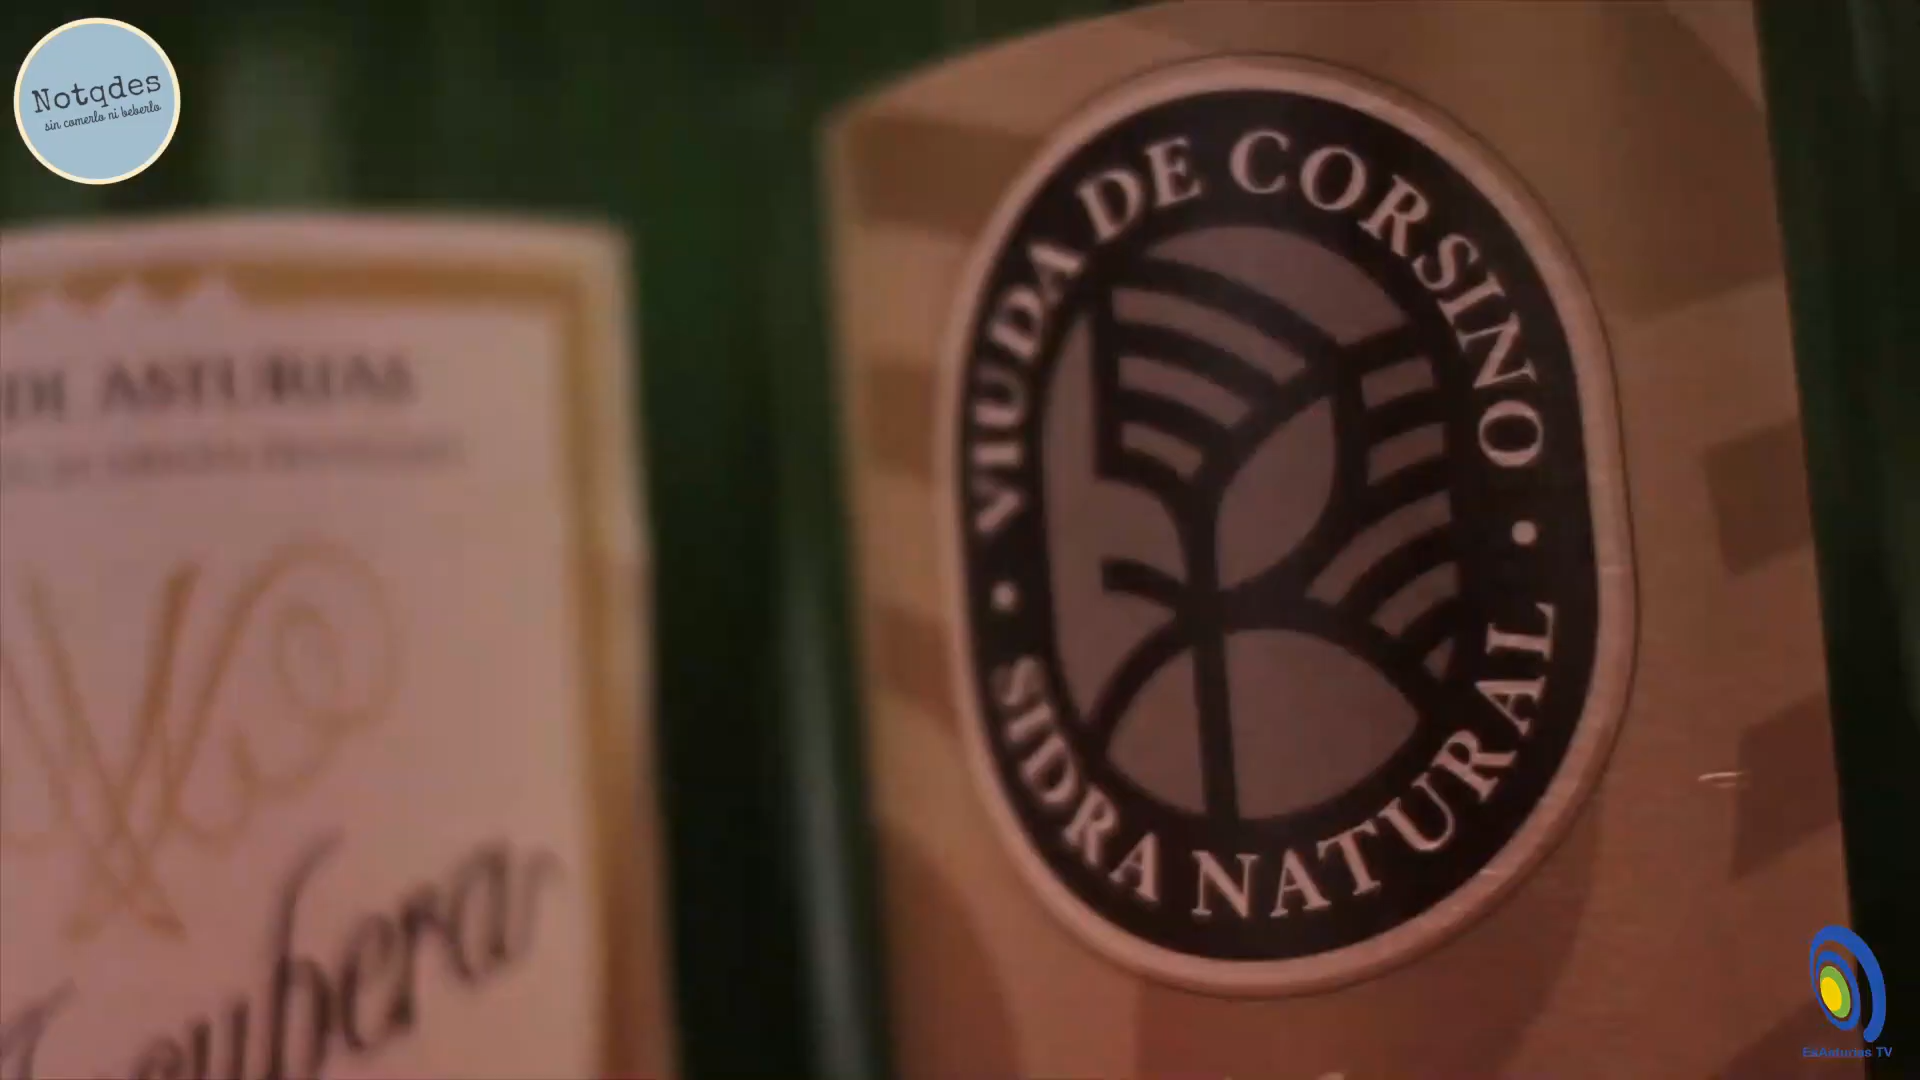 Notqdes
sin comerlo ni beberlo
VIUDA DE CORSINO
SIDRA NATURAL
DE ASTURIAS
EsAsturias TV